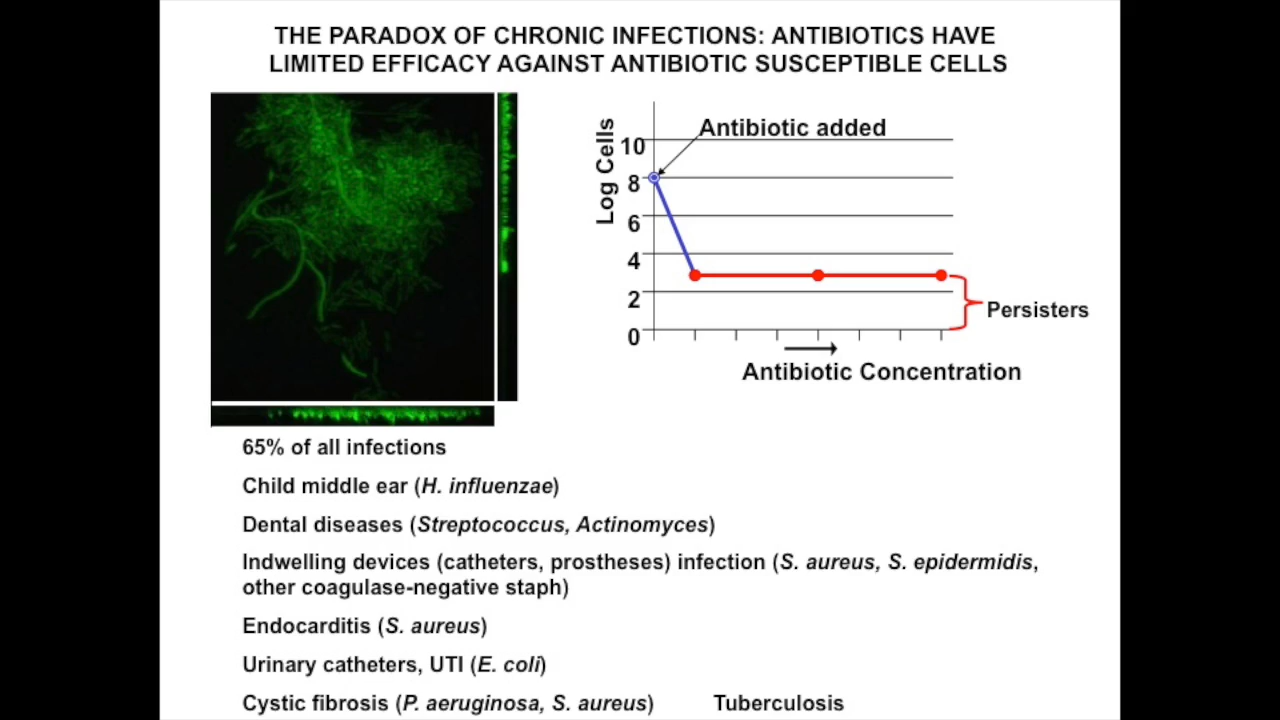 THE PARADOX OF CHRONIC INFECTIONS: ANTIBIOTICS HAVE
LIMITED EFFICACY AGAINST ANTIBIOTIC SUSCEPTIBLE CELLS
Antibiotic added
Log Cells
10
8
6
4
2
0
Persisters
Antibiotic Concentration
65% of all infections
Child middle ear (H. influenzae)
Dental diseases (Streptococcus, Actinomyces)
Indwelling devices (catheters, prostheses) infection (S. aureus, S. epidermidis,
other coagulase-negative staph)
Endocarditis (S. aureus)
Urinary catheters, UTI (E. coli)
Cystic fibrosis (P. aeruginosa, S. aureus) Tuberculosis